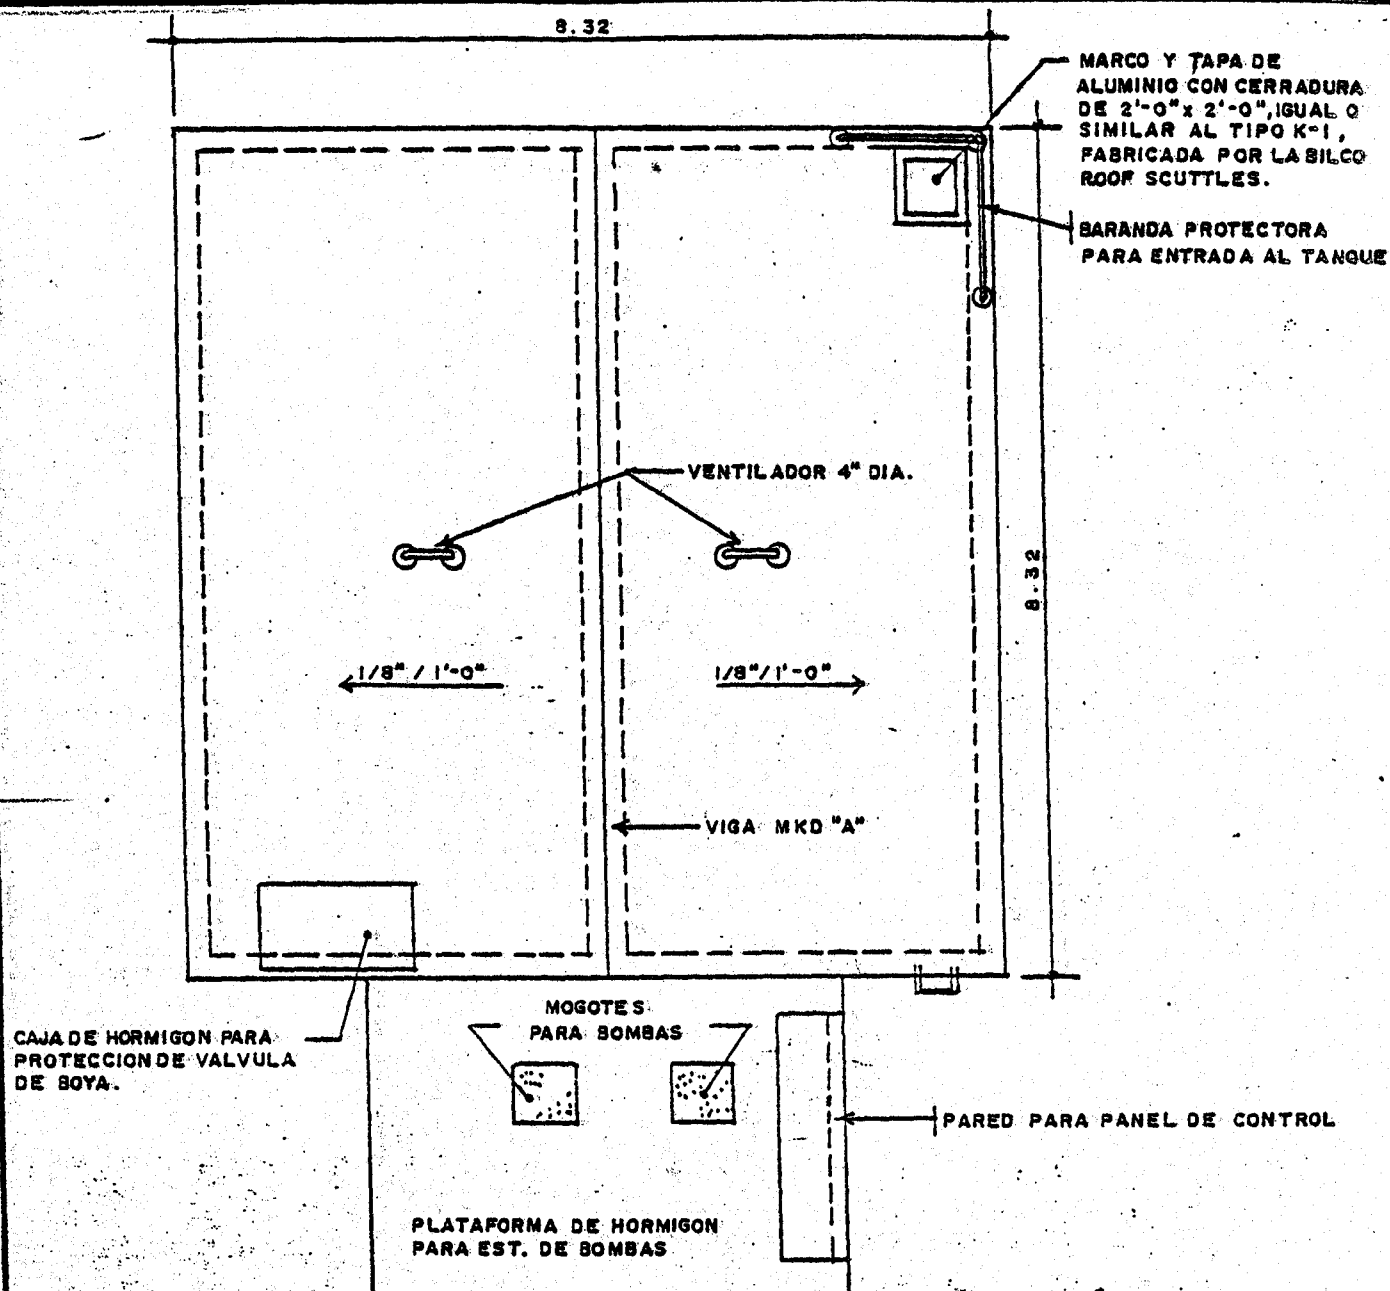 8.32
MARCO Y TAPA DE
ALUMINIO CON CERRADURA
DE 2'-0" x 2'-0", IGUAL O
SIMILAR AL TIPO K-1,
FABRICADA POR LA BILCO
ROOF SCUTTLES.
BARANDA PROTECTORA
PARA ENTRADA AL TANQUE
VENTILADOR 4" DIA.
8.32
1/8" / 1'-0"
1/8"/1'-0"
VIGA MKD "A"
MOGOTES
PARA BOMBAS
CAJA DE HORMIGON PARA
PROTECCION DE VALVULA
DE BOYA.
PARED PARA PANEL DE CONTROL
PLATAFORMA DE HORMIGON
PARA EST. DE BOMBAS